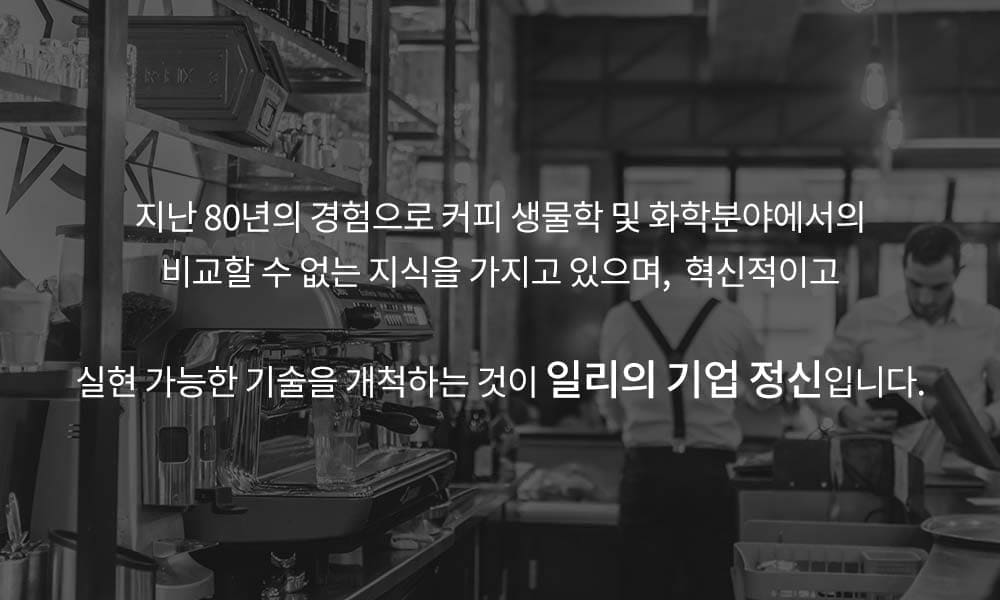 지난 80년의 경험으로 커피 생물학 및 화학분야에서의
비교할 수 없는 지식을 가지고 있으며, 혁신적이고
실현 가능한 기술을 개척하는 것이 일리의 기업 정신입니다.